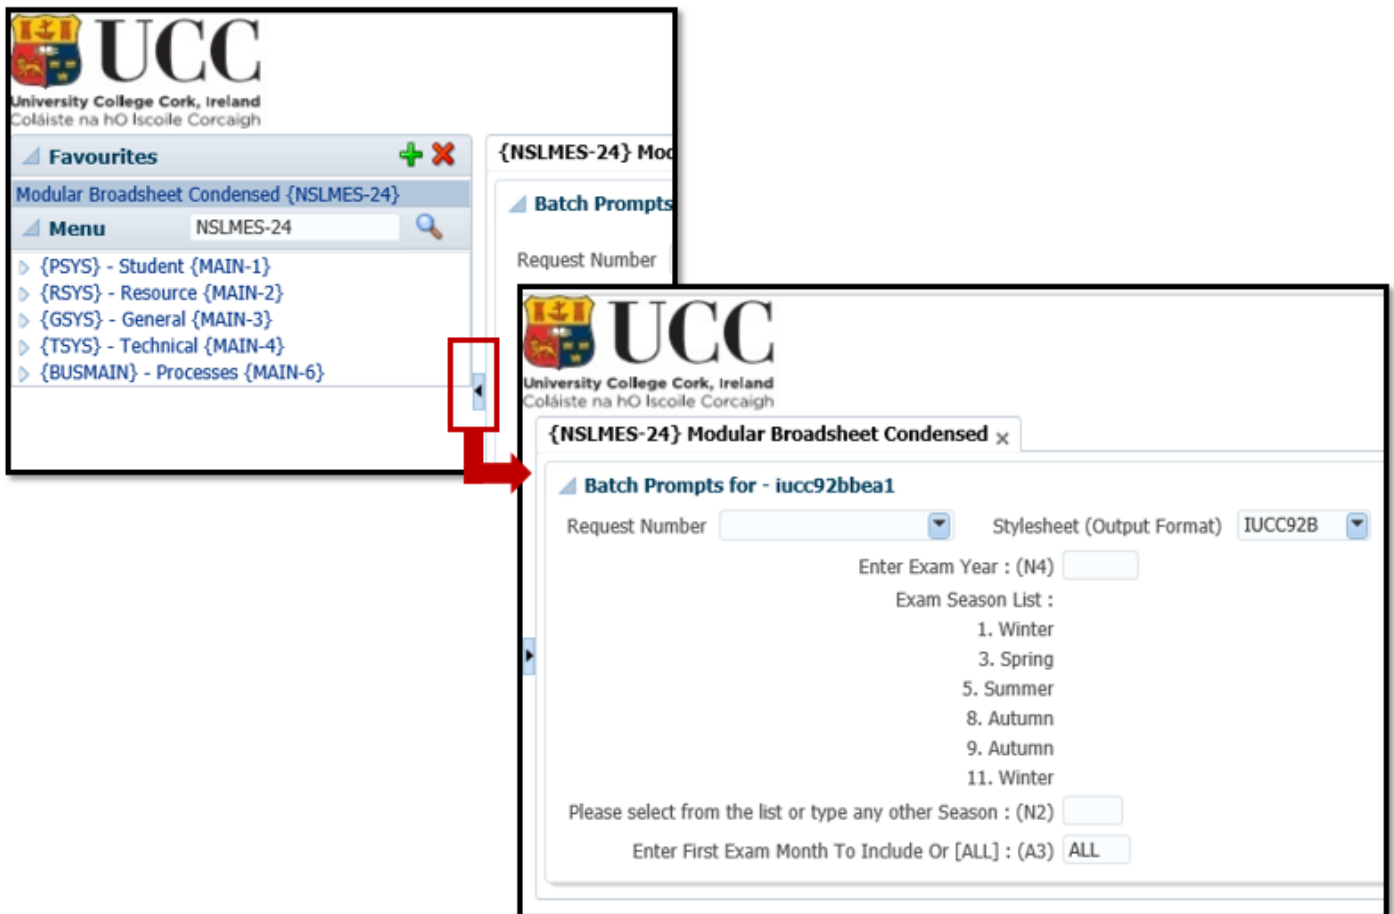 UCC
University College Cork, Ireland
Coláiste na hO Iscoile Corcaigh
Favourites
Modular Broadsheet Condensed {NSLMES-24}
Menu NSLMES-24
{PSYS} - Student {MAIN-1}
{RSYS} - Resource {MAIN-2}
{GSYS} - General {MAIN-3}
{TSYS} - Technical {MAIN-4}
{BUSMAIN} - Processes {MAIN-6}
{NSLMES-24} Mod
Batch Prompts
Request Number
UCC
University College Cork, Ireland
Coláiste na hO Iscoile Corcaigh
{NSLMES-24} Modular Broadsheet Condensed x
Batch Prompts for - iucc92bbea1
Request Number Stylesheet (Output Format) IUCC92B
Enter Exam Year : (N4)
Exam Season List :
1. Winter
3. Spring
5. Summer
8. Autumn
9. Autumn
11. Winter
Please select from the list or type any other Season : (N2)
Enter First Exam Month To Include Or [ALL] : (A3) ALL